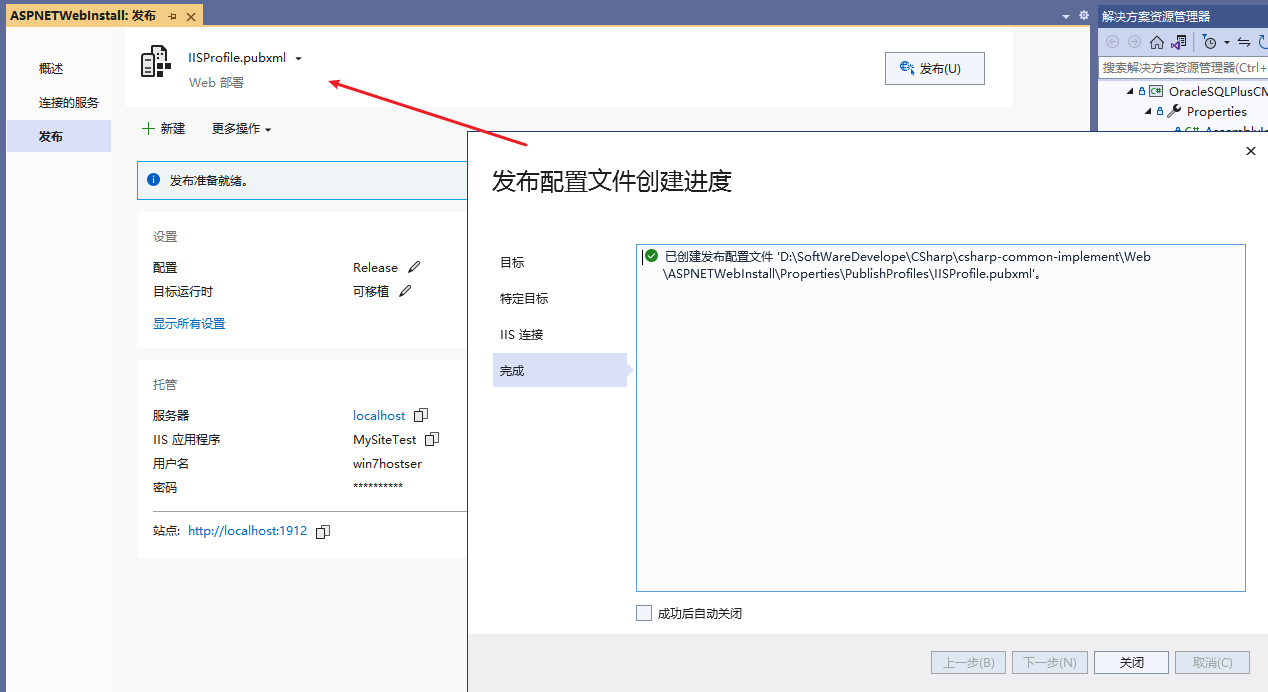 ASPNETWebInstall: 发布
解决方案资源管理器
搜索解决方案资源管理器(Ctrl+
OracleSQLPlusCM
Properties
概述
连接的服务
发布
IISProfile.pubxml
Web 部署
发布(U)
新建
更多操作
发布准备就绪。
设置
配置 Release
目标运行时 可移植
显示所有设置
托管
服务器 localhost
IIS 应用程序 MySiteTest
用户名 win7hostser
密码 **********
站点: http://localhost:1912
发布配置文件创建进度
目标
特定目标
IIS 连接
完成
已创建发布配置文件 'D:\SoftWareDevelope\CSharp\csharp-common-implement\Web
\ASPNETWebInstall\Properties\PublishProfiles\IISProfile.pubxml'。
成功后自动关闭
上一步(B) 下一步(N) 关闭 取消(C)